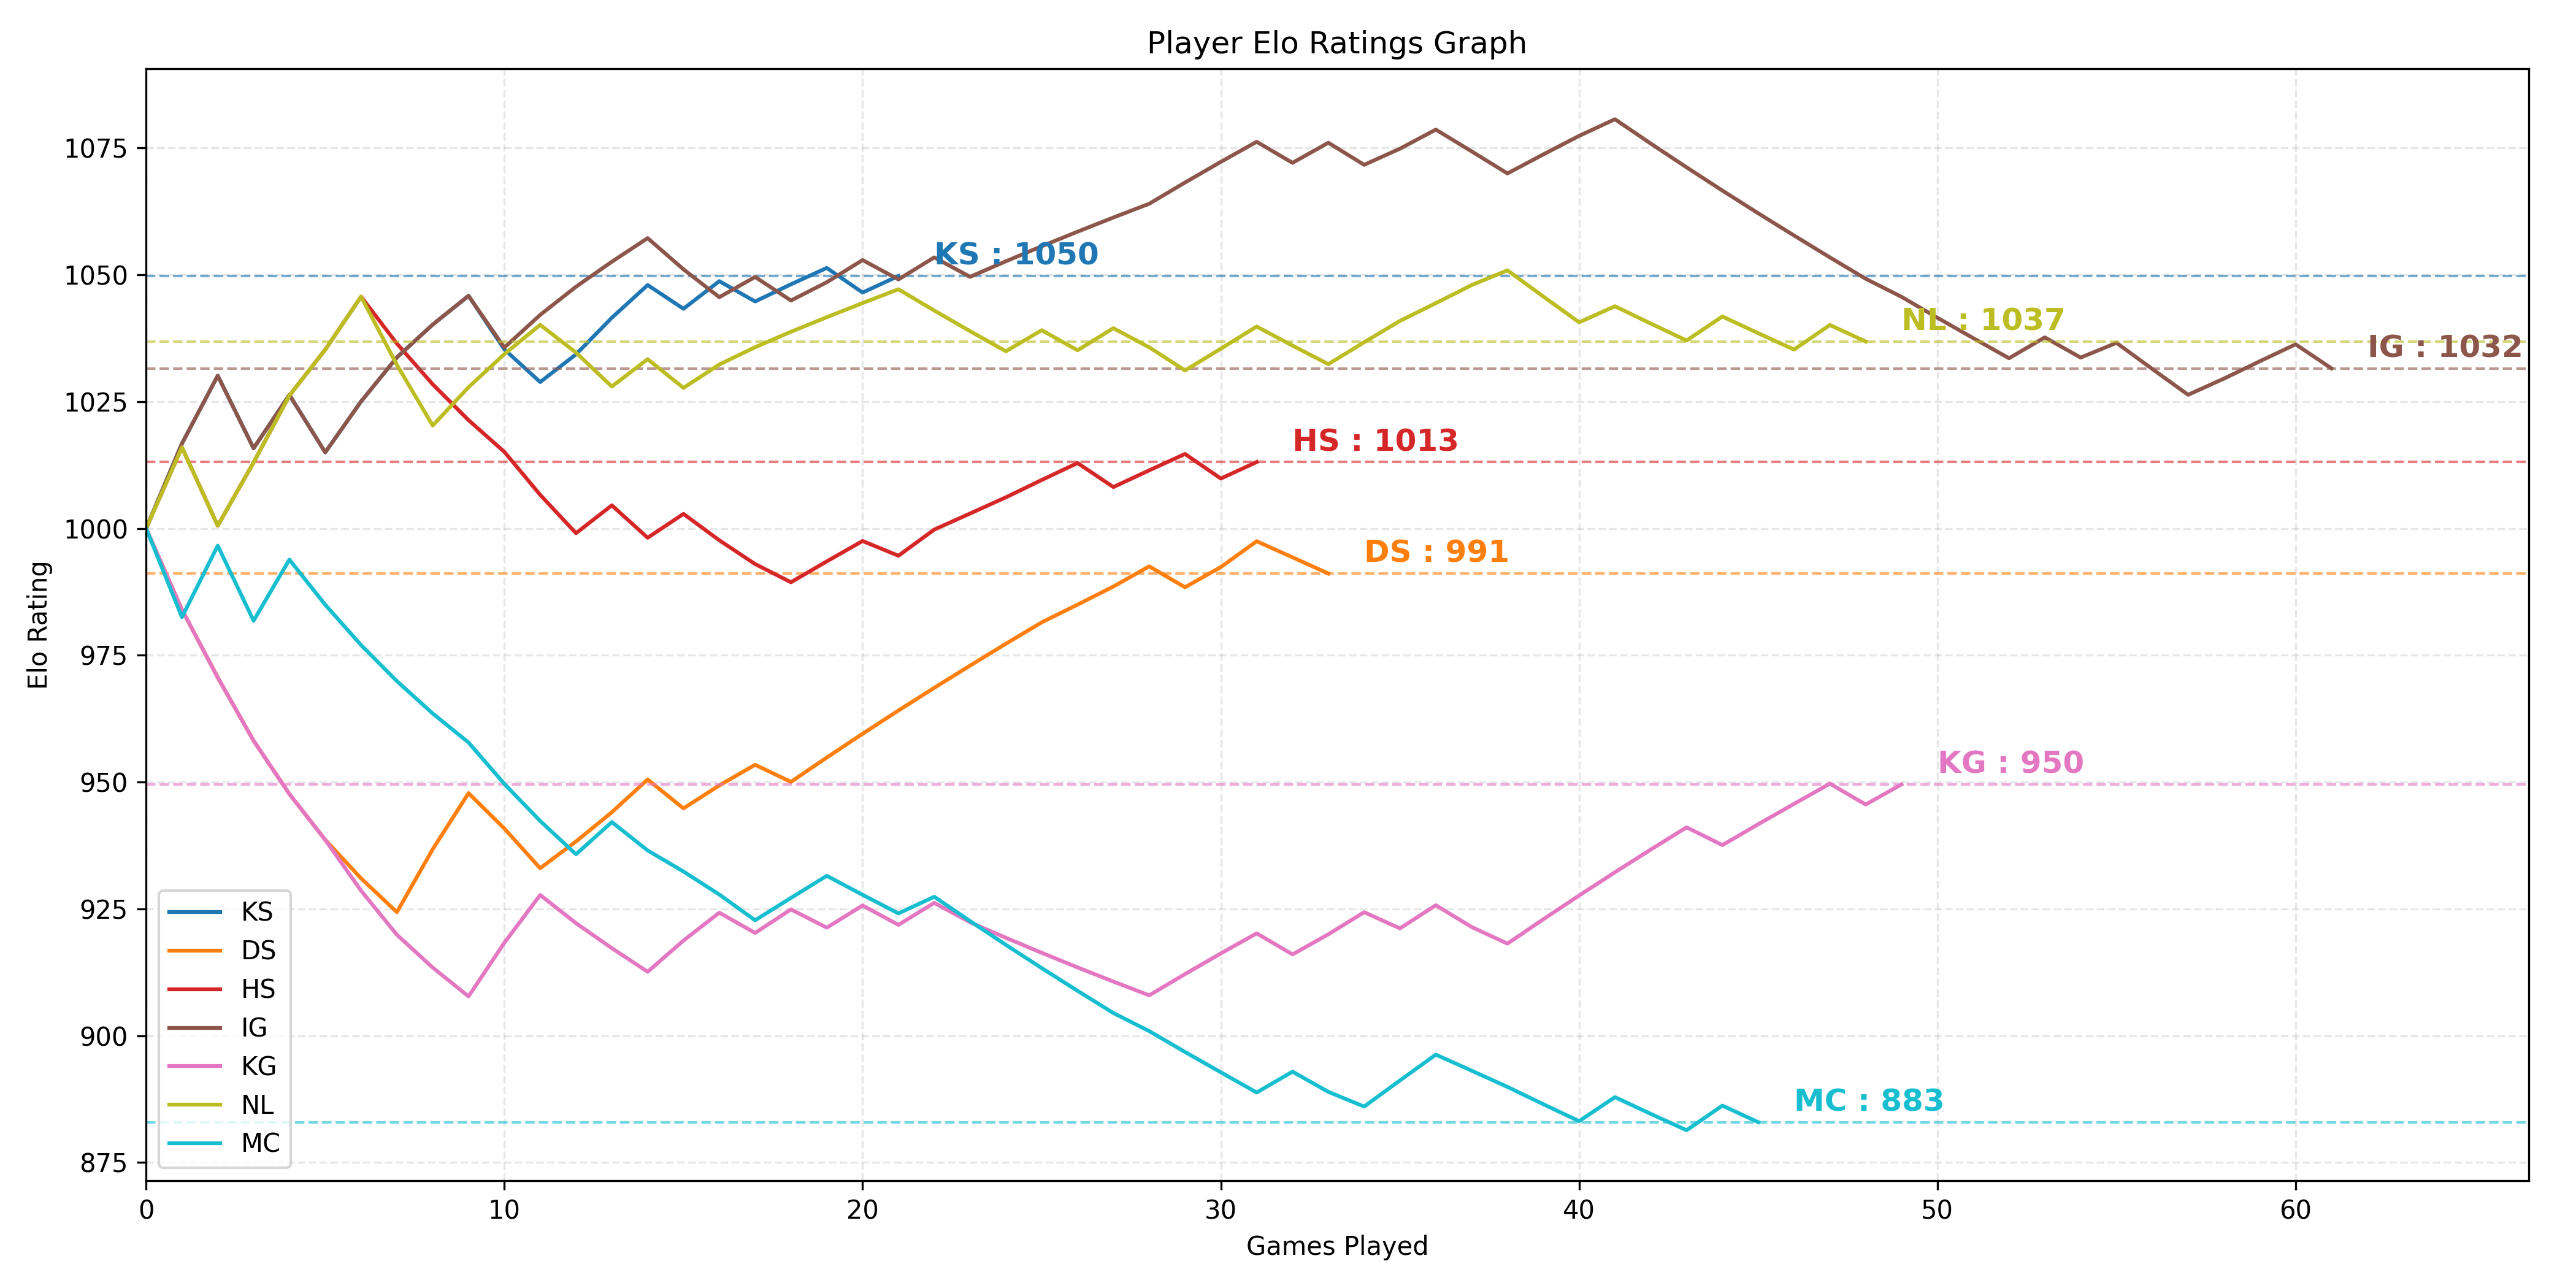 Player Elo Ratings Graph
Elo Rating
1075
1050
1025
1000
975
950
925
900
875
KS : 1050
NL : 1037
IG : 1032
HS : 1013
DS : 991
KG : 950
MC : 883
KS
DS
HS
IG
KG
NL
MC
0 10 20 30 40 50 60
Games Played